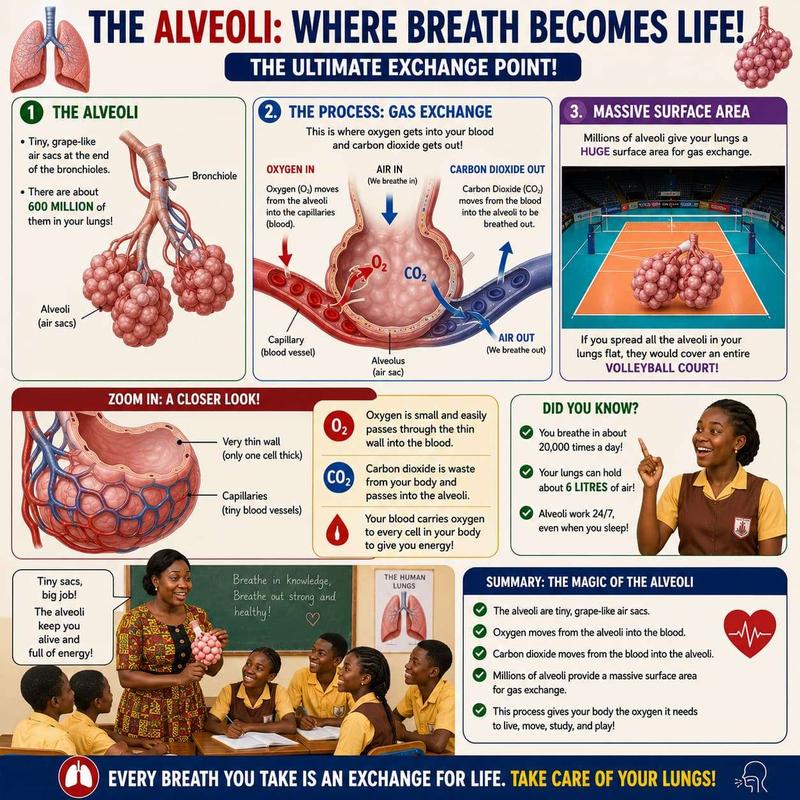 THE ALVEOLI: WHERE BREATH BECOMES LIFE!
THE ULTIMATE EXCHANGE POINT!
1 THE ALVEOLI
• Tiny, grape-like
air sacs at the end
of the bronchioles.
• There are about
600 MILLION of
them in your lungs!
Bronchiole
Alveoli
(air sacs)
2. THE PROCESS: GAS EXCHANGE
This is where oxygen gets into your blood
and carbon dioxide gets out!
OXYGEN IN
Oxygen (O₂) moves
from the alveoli
into the capillaries
(blood).
AIR IN
(We breathe in)
CARBON DIOXIDE OUT
Carbon Dioxide (CO₂)
moves from the blood
into the alveoli to be
breathed out.
O₂
CO₂
Capillary
(blood vessel)
Alveolus
(air sac)
AIR OUT
(We breathe out)
3. MASSIVE SURFACE AREA
Millions of alveoli give your lungs a
HUGE surface area for gas exchange.
If you spread all the alveoli in your
lungs flat, they would cover an entire
VOLLEYBALL COURT!
ZOOM IN: A CLOSER LOOK!
Very thin wall
(only one cell thick)
Capillaries
(tiny blood vessels)
O₂
Oxygen is small and easily
passes through the thin
wall into the blood.
CO₂
Carbon dioxide is waste
from your body and
passes into the alveoli.
Your blood carries oxygen
to every cell in your body
to give you energy!
DID YOU KNOW?
You breathe in about
20,000 times a day!
Your lungs can hold
about 6 LITRES of air!
Alveoli work 24/7,
even when you sleep!
Tiny sacs,
big job!
The alveoli
keep you
alive and
full of energy!
Breathe in knowledge,
Breathe out strong and
healthy!
THE HUMAN
LUNGS
SUMMARY: THE MAGIC OF THE ALVEOLI
The alveoli are tiny, grape-like air sacs.
Oxygen moves from the alveoli into the blood.
Carbon dioxide moves from the blood into the alveoli.
Millions of alveoli provide a massive surface area
for gas exchange.
This process gives your body the oxygen it needs
to live, move, study, and play!
EVERY BREATH YOU TAKE IS AN EXCHANGE FOR LIFE. TAKE CARE OF YOUR LUNGS!